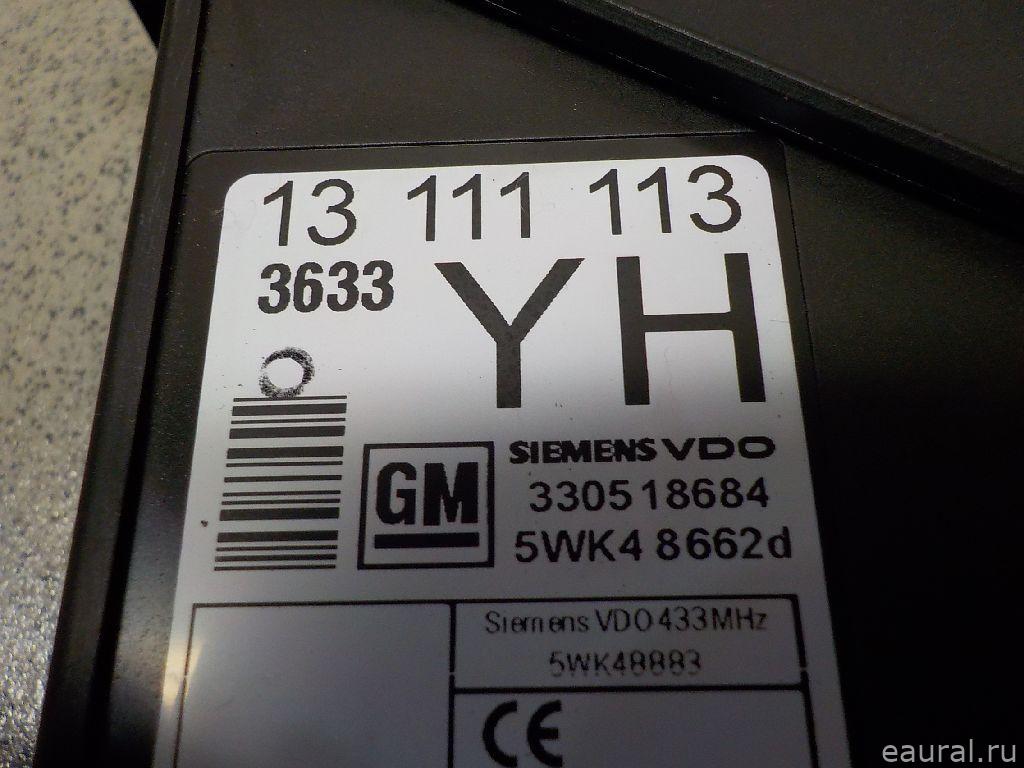 13 111 113
3633 YH
GM
SIEMENS VDO
330518684
5WK4 8662d
Siemens VDO 433MHz
5WK48883
CE
eaural.ru